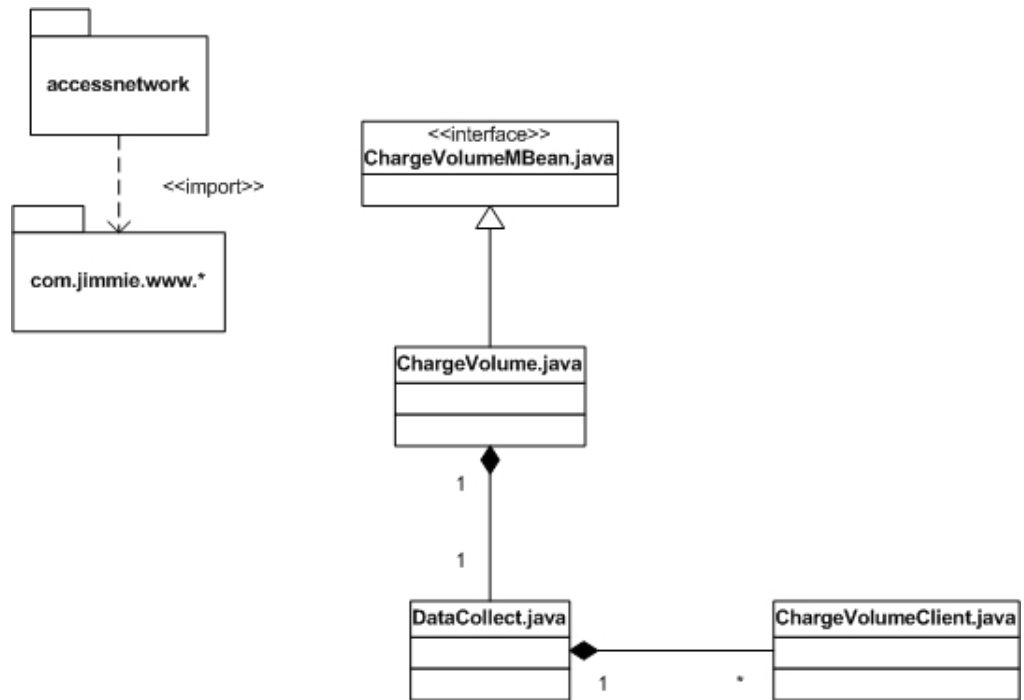 accessnetwork
<<import>>
com.jimmie.www.*
<<interface>>
ChargeVolumeMBean.java
ChargeVolume.java
1
1
DataCollect.java
ChargeVolumeClient.java
1
*